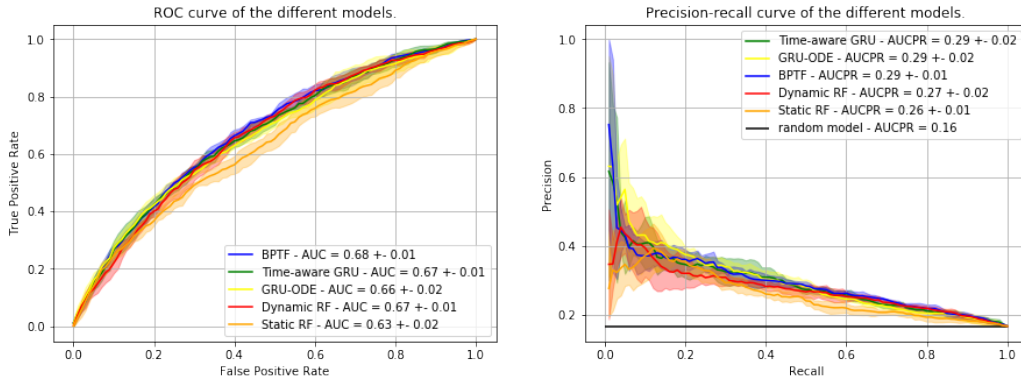 ROC curve of the different models.
1.0
0.8
0.6
0.4
0.2
0.0
True Positive Rate
BPTF - AUC = 0.68 +- 0.01
Time-aware GRU - AUC = 0.67 +- 0.01
GRU-ODE - AUC = 0.66 +- 0.02
Dynamic RF - AUC = 0.67 +- 0.01
Static RF - AUC = 0.63 +- 0.02
0.0 0.2 0.4 0.6 0.8 1.0
False Positive Rate
Precision-recall curve of the different models.
1.0
0.8
0.6
0.4
0.2
Precision
Time-aware GRU - AUCPR = 0.29 +- 0.02
GRU-ODE - AUCPR = 0.29 +- 0.02
BPTF - AUCPR = 0.29 +- 0.01
Dynamic RF - AUCPR = 0.27 +- 0.02
Static RF - AUCPR = 0.26 +- 0.01
random model - AUCPR = 0.16
0.0 0.2 0.4 0.6 0.8 1.0
Recall